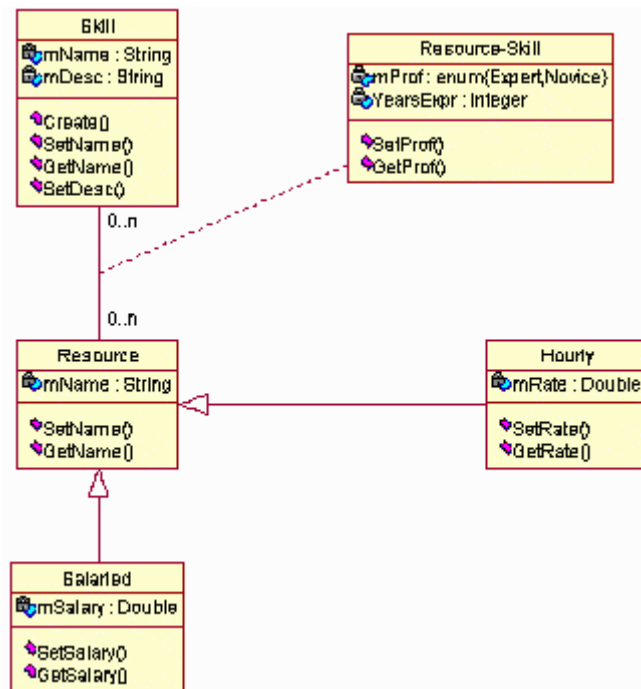 Skill
mName : String
mDesc : String
Create()
SetName()
GetName()
SetDesc()
Resource-Skill
mProf : enum{Expert,Novice}
YearsExpr : Integer
SetProf()
GetProf()
0..n
0..n
Resource
mName : String
SetName()
GetName()
Hourly
mRate : Double
SetRate()
GetRate()
Salaried
mSalary : Double
SetSalary()
GetSalary()